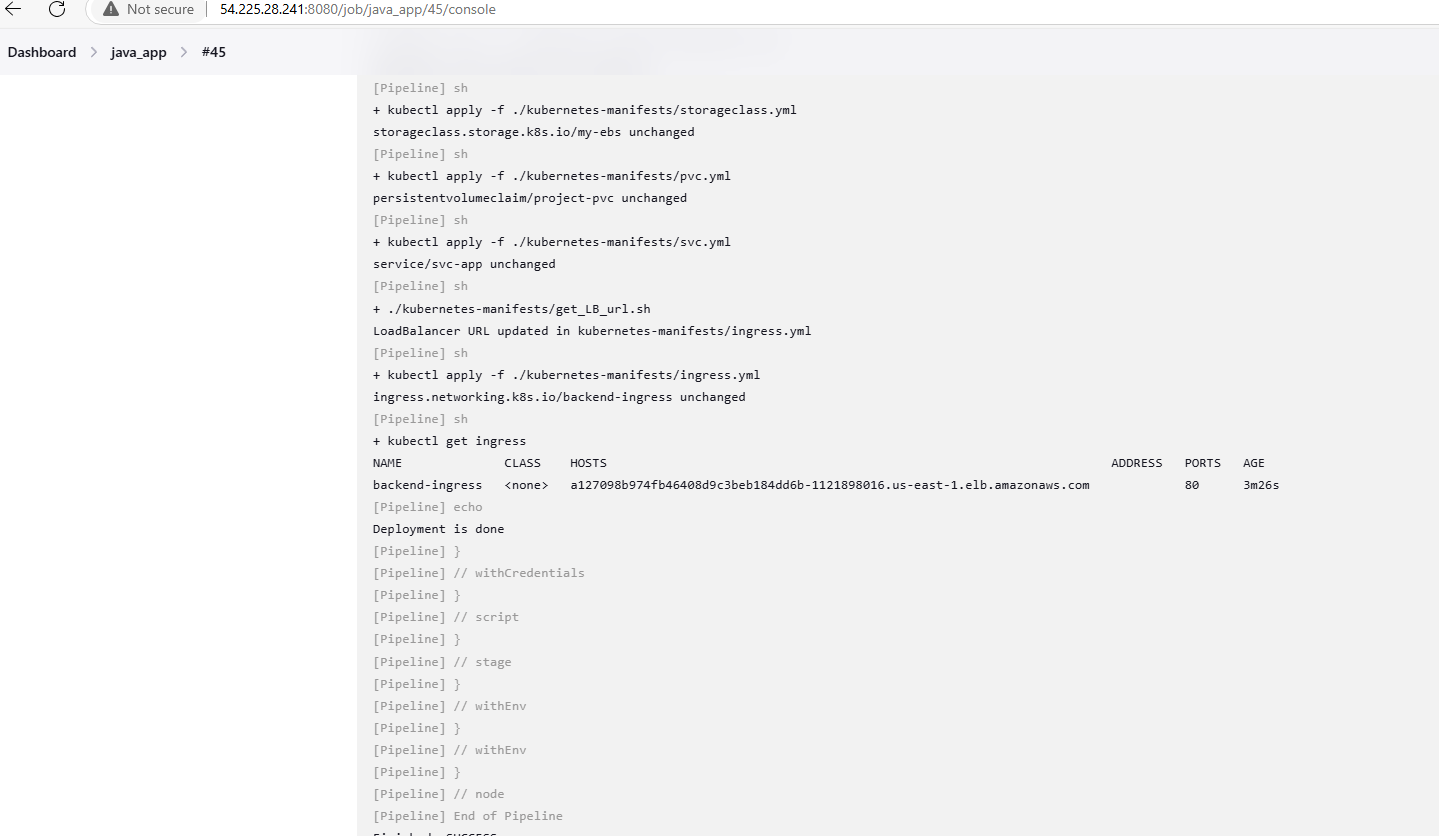 Not secure 54.225.28.241:8080/job/java_app/45/console
Dashboard > java_app > #45
[Pipeline] sh
+ kubectl apply -f ./kubernetes-manifests/storageclass.yml
storageclass.storage.k8s.io/my-ebs unchanged
[Pipeline] sh
+ kubectl apply -f ./kubernetes-manifests/pvc.yml
persistentvolumeclaim/project-pvc unchanged
[Pipeline] sh
+ kubectl apply -f ./kubernetes-manifests/svc.yml
service/svc-app unchanged
[Pipeline] sh
+ ./kubernetes-manifests/get_LB_url.sh
LoadBalancer URL updated in kubernetes-manifests/ingress.yml
[Pipeline] sh
+ kubectl apply -f ./kubernetes-manifests/ingress.yml
ingress.networking.k8s.io/backend-ingress unchanged
[Pipeline] sh
+ kubectl get ingress
NAME CLASS HOSTS ADDRESS PORTS AGE
backend-ingress <none> a127098b974fb46408d9c3beb184dd6b-1121898016.us-east-1.elb.amazonaws.com 80 3m26s
[Pipeline] echo
Deployment is done
[Pipeline] }
[Pipeline] // withCredentials
[Pipeline] }
[Pipeline] // script
[Pipeline] }
[Pipeline] // stage
[Pipeline] }
[Pipeline] // withEnv
[Pipeline] }
[Pipeline] // withEnv
[Pipeline] }
[Pipeline] // node
[Pipeline] End of Pipeline